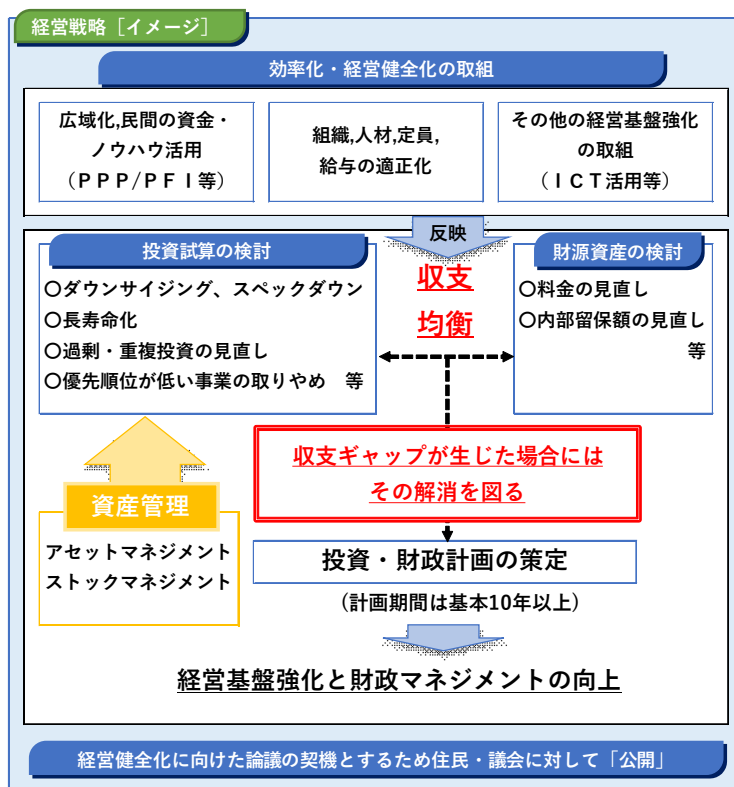 経営戦略［イメージ］
効率化・経営健全化の取組
広域化,民間の資金・
ノウハウ活用
（ＰＰＰ/ＰＦＩ等）
組織,人材,定員,
給与の適正化
その他の経営基盤強化
の取組
（ＩＣＴ活用等）
反映
投資試算の検討
〇ダウンサイジング、スペックダウン
〇長寿命化
〇過剰・重複投資の見直し
〇優先順位が低い事業の取りやめ　等
収支
均衡
財源資産の検討
〇料金の見直し
〇内部留保額の見直し
等
収支ギャップが生じた場合には
その解消を図る
資産管理
アセットマネジメント
ストックマネジメント
投資・財政計画の策定
（計画期間は基本10年以上）
経営基盤強化と財政マネジメントの向上
経営健全化に向けた論議の契機とするため住民・議会に対して「公開」